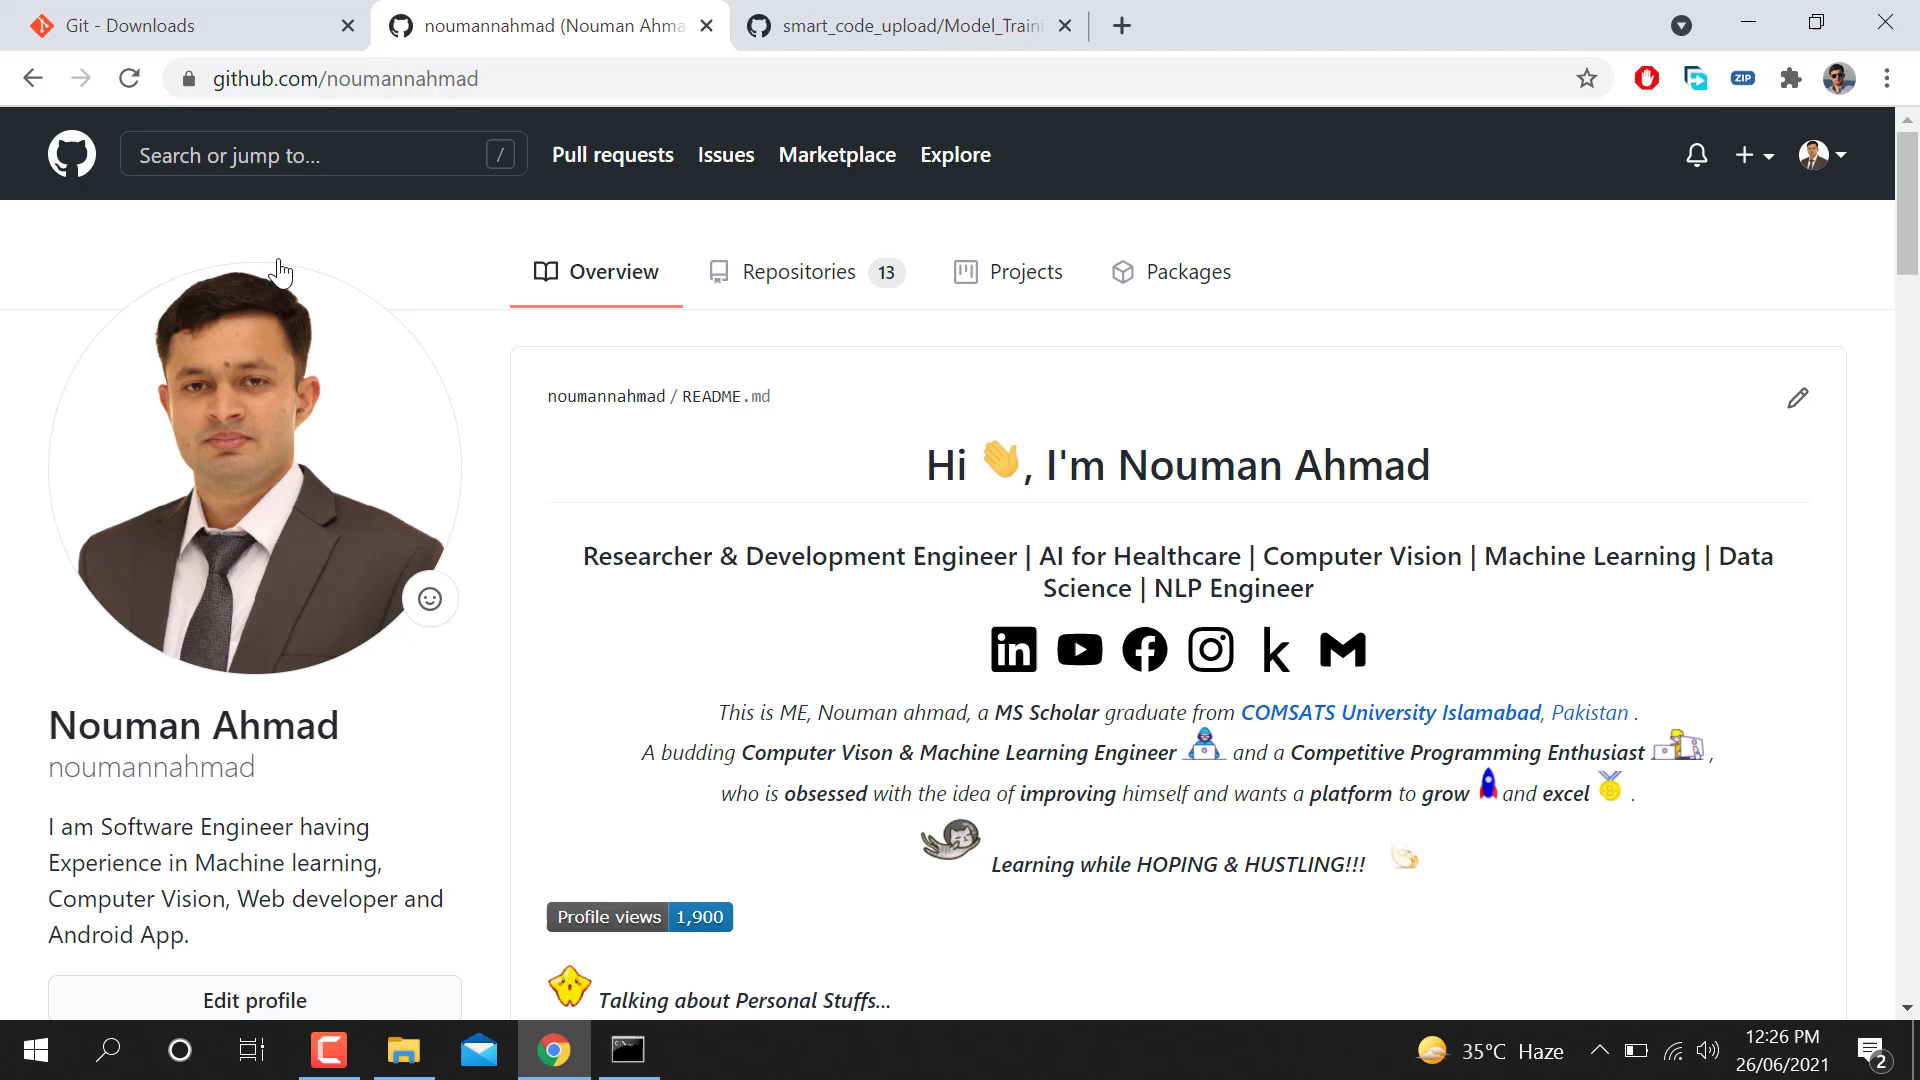 Git - Downloads
noumannahmad (Nouman Ahma
smart_code_upload/Model_Traini
github.com/noumannahmad
ZIP
Search or jump to...
/
Pull requests
Issues
Marketplace
Explore
Overview
Repositories 13
Projects
Packages
noumannahmad / README.md
Hi 👋, I'm Nouman Ahmad
Researcher & Development Engineer | AI for Healthcare | Computer Vision | Machine Learning | Data
Science | NLP Engineer
in
k
This is ME, Nouman ahmad, a MS Scholar graduate from COMSATS University Islamabad, Pakistan .
A budding Computer Vison & Machine Learning Engineer and a Competitive Programming Enthusiast ,
who is obsessed with the idea of improving himself and wants a platform to grow and excel .
Learning while HOPING & HUSTLING!!!
Profile views 1,900
Talking about Personal Stuffs...
Nouman Ahmad
noumannahmad
I am Software Engineer having
Experience in Machine learning,
Computer Vision, Web developer and
Android App.
Edit profile
35°C Haze
12:26 PM
26/06/2021
2